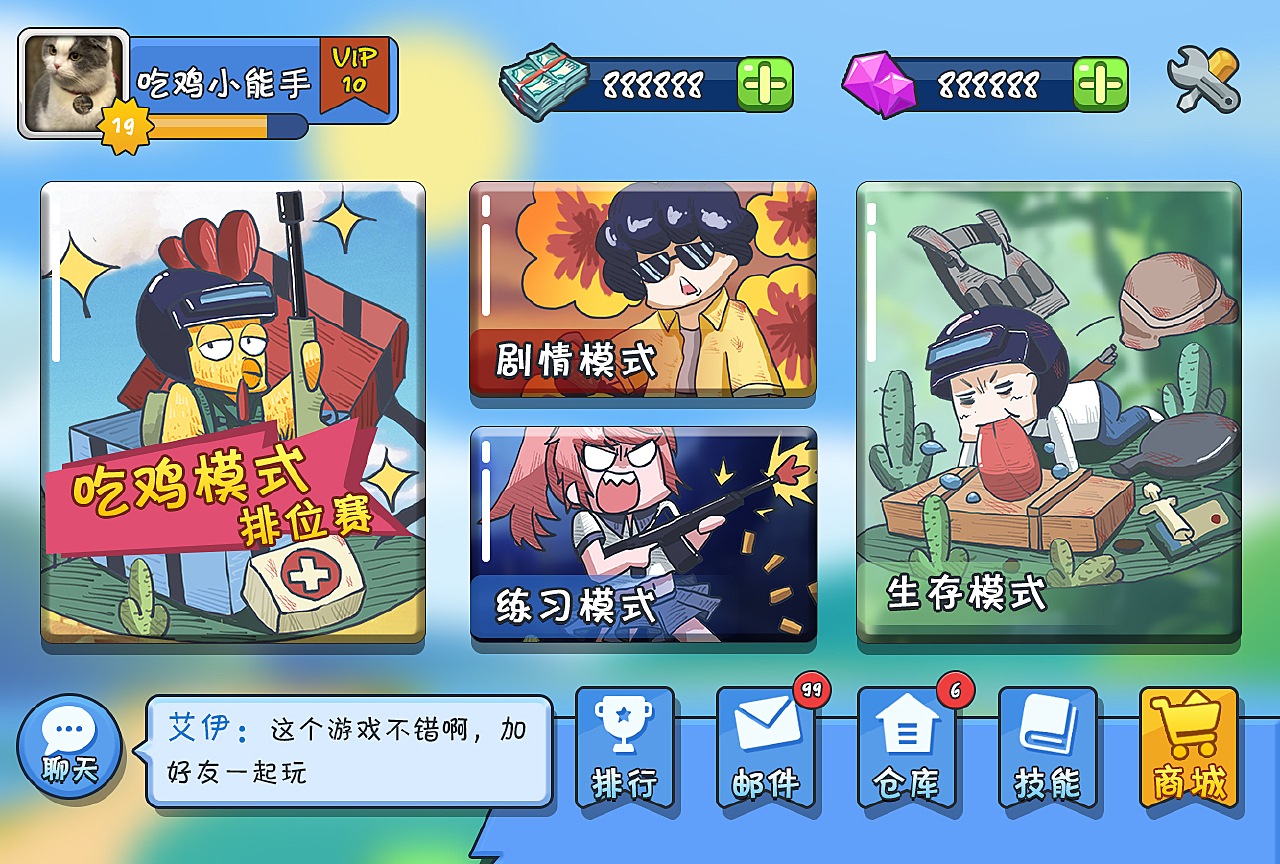 吃鸡小能手
VIP
10
19
888888
888888
吃鸡模式
排位赛
剧情模式
练习模式
生存模式
聊天
艾伊：这个游戏不错啊，加
好友一起玩
排行
99
邮件
6
仓库
技能
商城